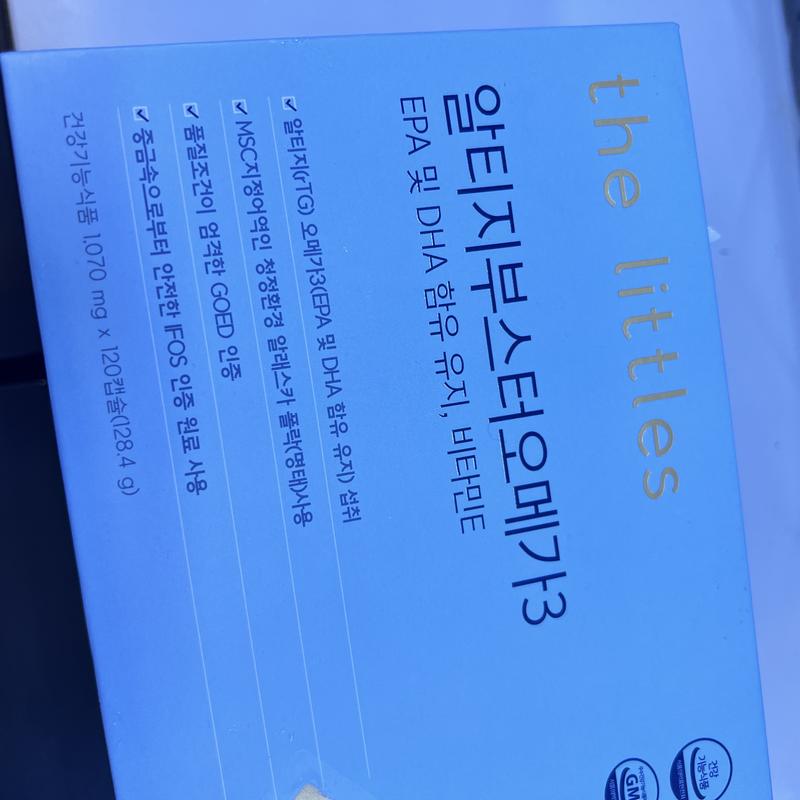 the littles
알티지부스터오메가3
EPA 및 DHA 함유 유지, 비타민E
알티지(rTG) 오메가3(EPA 및 DHA 함유 유지) 섭취
MSC지정어역인 청정환경 알래스카 폴락(명태)사용
품질조건이 엄격한 GOED 인증
중금속으로부터 안전한 IFOS 인증 원료 사용
건강기능식품 1,070 mg x 120캡슐(128.4 g)
건강
기능식품
GM